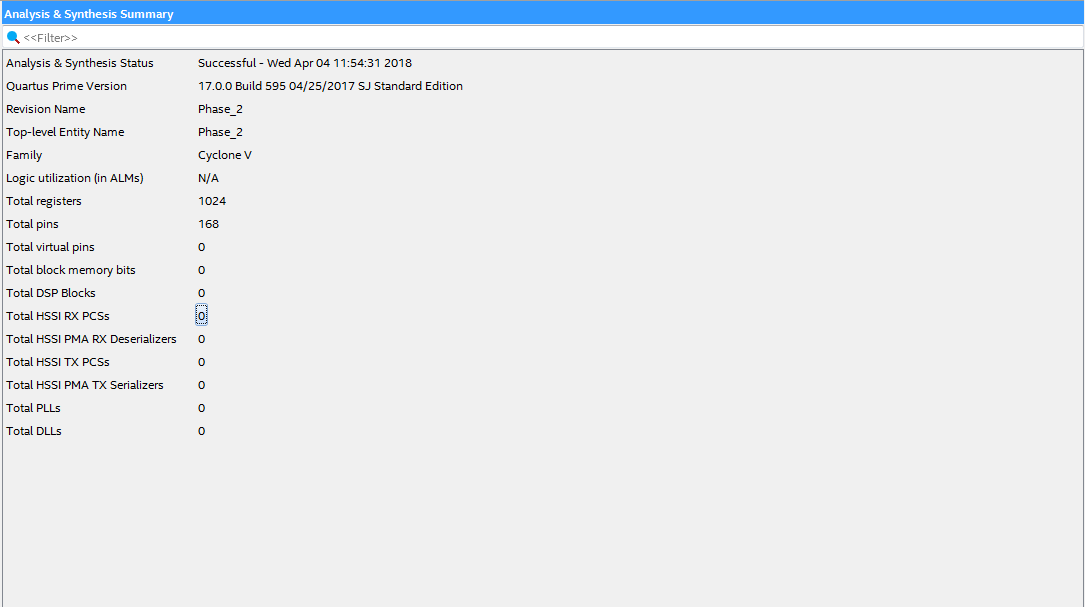 Analysis & Synthesis Summary
<<Filter>>
Analysis & Synthesis Status Successful - Wed Apr 04 11:54:31 2018
Quartus Prime Version 17.0.0 Build 595 04/25/2017 SJ Standard Edition
Revision Name Phase_2
Top-level Entity Name Phase_2
Family Cyclone V
Logic utilization (in ALMs) N/A
Total registers 1024
Total pins 168
Total virtual pins 0
Total block memory bits 0
Total DSP Blocks 0
Total HSSI RX PCSs 0
Total HSSI PMA RX Deserializers 0
Total HSSI TX PCSs 0
Total HSSI PMA TX Serializers 0
Total PLLs 0
Total DLLs 0